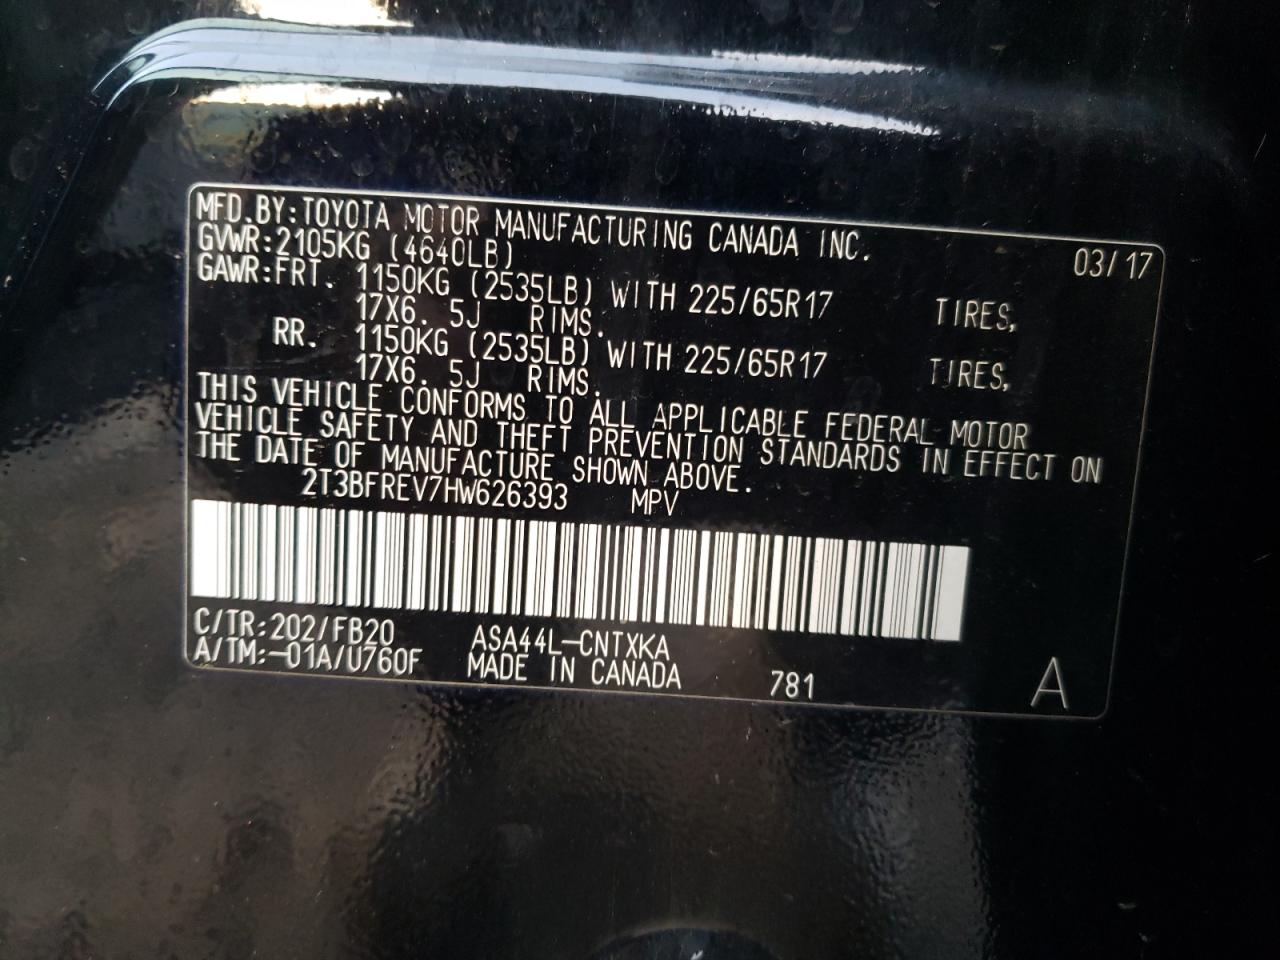 MFD.BY:TOYOTA MOTOR MANUFACTURING CANADA INC. 03/17
GVWR:2105KG (4640LB)
GAWR:FRT. 1150KG (2535LB) WITH 225/65R17 TIRES,
17X6. 5J RIMS.
RR. 1150KG (2535LB) WITH 225/65R17 TIRES,
17X6. 5J RIMS.
THIS VEHICLE CONFORMS TO ALL APPLICABLE FEDERAL MOTOR
VEHICLE SAFETY AND THEFT PREVENTION STANDARDS IN EFFECT ON
THE DATE OF MANUFACTURE SHOWN ABOVE.
2T3BFREV7HW626393 MPV
C/TR:202/FB20 ASA44L-CNTXKA
A/TM:-01A/U760F MADE IN CANADA 781 A